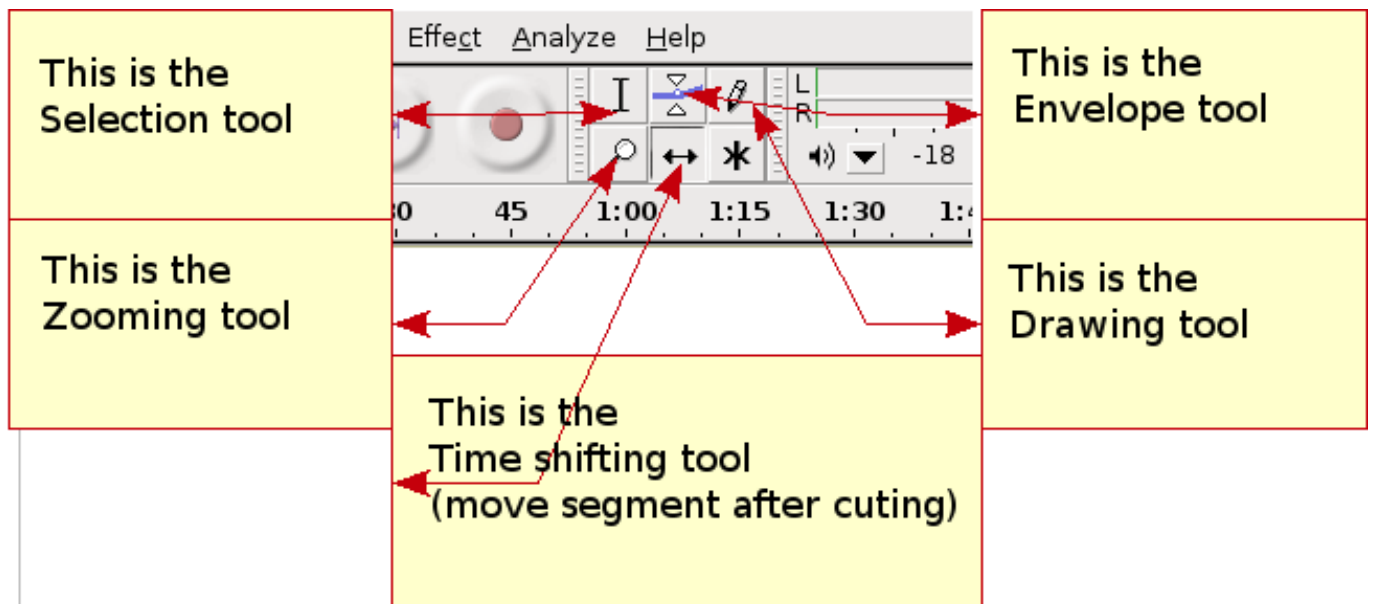 This is the
Selection tool
Effect Analyze Help
L
R
-18
45 1:00 1:15 1:30
This is the
Envelope tool
This is the
Zooming tool
This is the
Drawing tool
This is the
Time shifting tool
(move segment after cuting)